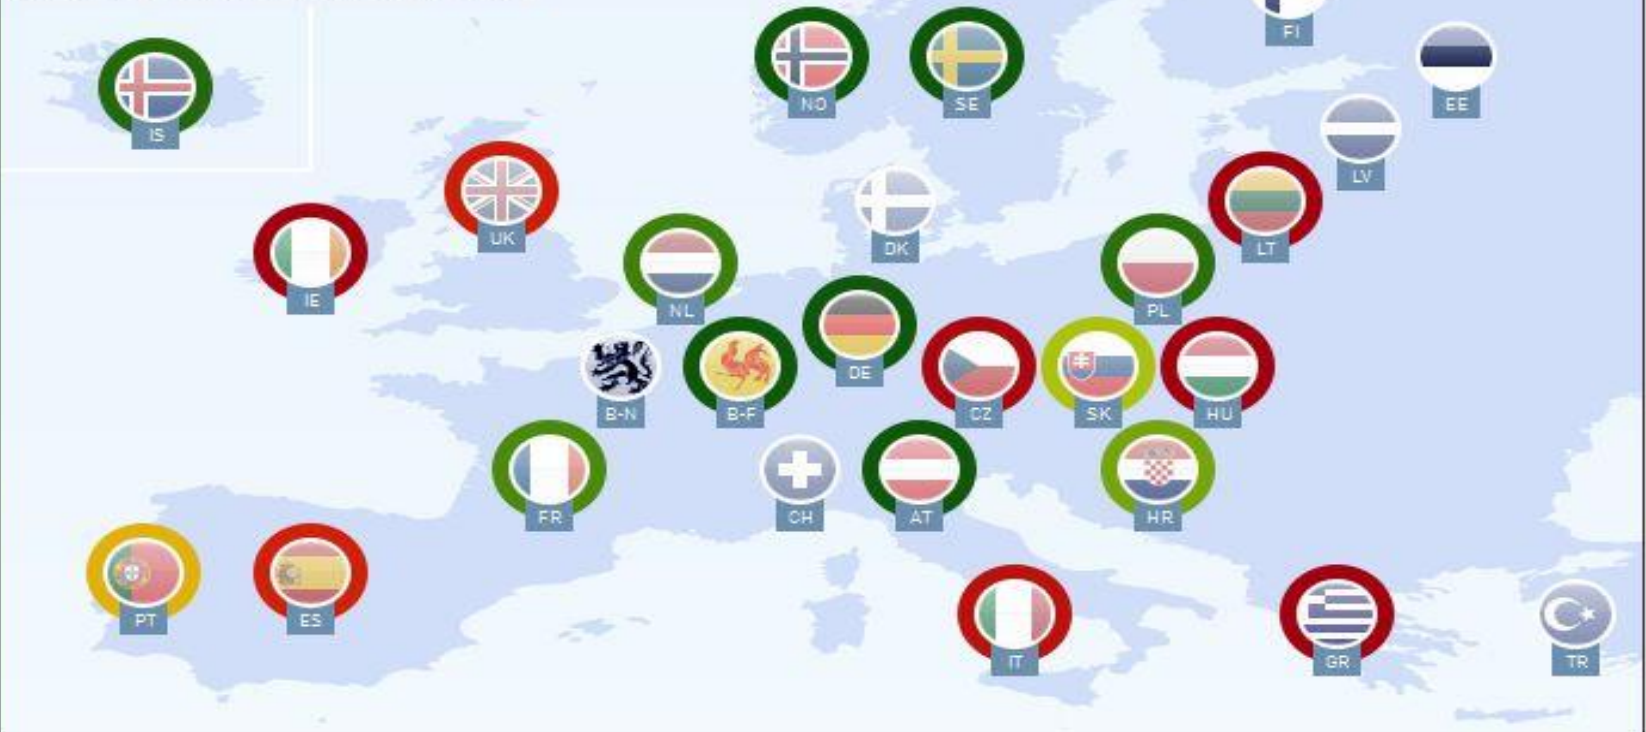 FI
NO
SE
EE
IS
LV
UK
DK
LT
IE
NL
PL
DE
B-N
B-F
CZ
SK
HU
FR
CH
AT
HR
PT
ES
IT
GR
TR